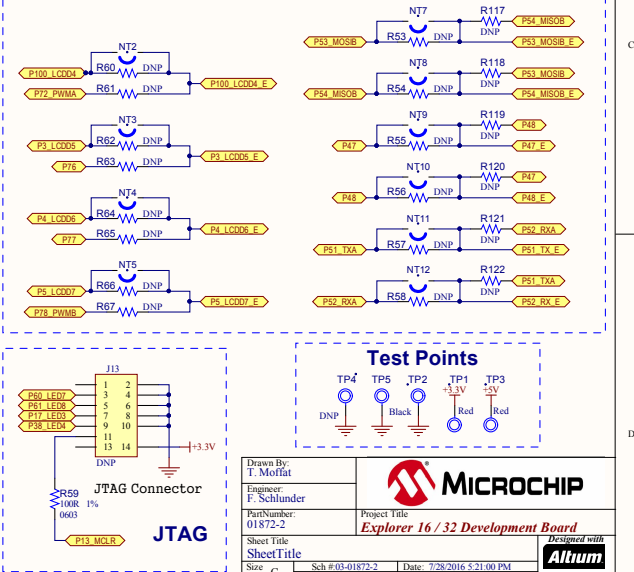 NT2
P100_LCDD4 R60 DNP
P72_PWMA R61 DNP P100_LCDD4_E
NT3
P3_LCDD5 R62 DNP
P76 R63 DNP P3_LCDD5_E
NT4
P4_LCDD6 R64 DNP
P77 R65 DNP P4_LCDD6_E
NT5
P5_LCDD7 R66 DNP
P78_PWMB R67 DNP P5_LCDD7_E
NT7 R117 P54_MISOB
P53_MOSIB R53 DNP DNP P53_MOSIB_E
NT8 R118 P53_MOSIB
P54_MISOB R54 DNP DNP P54_MISOB_E
NT9 R119 P48
P47 R55 DNP DNP P47_E
NT10 R120 P47
P48 R56 DNP DNP P48_E
NT11 R121 P52_RXA
P51_TXA R57 DNP DNP P51_TX_E
NT12 R122 P51_TXA
P52_RXA R58 DNP DNP P52_RX_E
C
D
J13
1 2
P60_LED7 3 4
P61_LED8 5 6
P17_LED3 7 8
P38_LED4 9 10
11
13 14 +3.3V
DNP
JTAG Connector
R59
100R 1%
0603
P13_MCLR
JTAG
Test Points
TP4 TP5 TP2 TP1 TP3
+3.3V +5V
DNP Black Red Red
Drawn By:
T. Moffat
Engineer:
F. Schlunder
PartNumber:
01872-2
MICROCHIP
Project Title
Explorer 16 / 32 Development Board
Sheet Title
SheetTitle
Designed with
Altium
Size C Sch #:03-01872-2 Date: 7/28/2016 5:21:00 PM